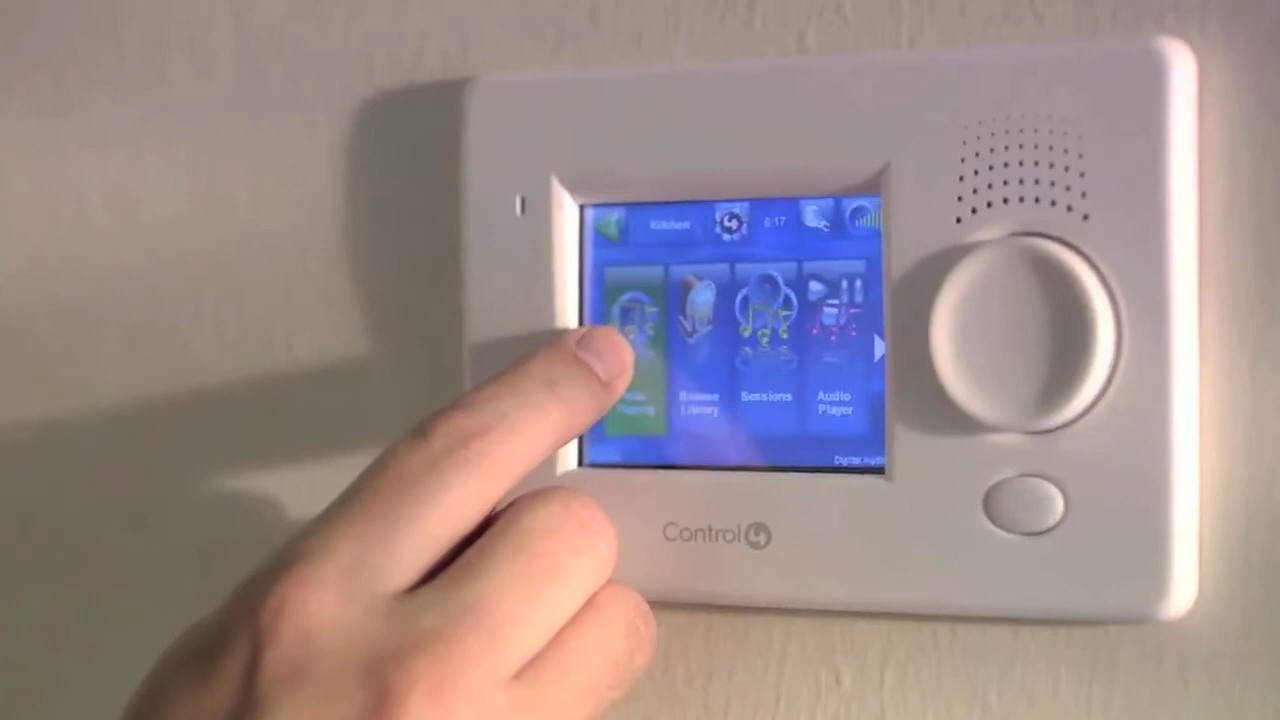 Kitchen 6:17
Browse
Library
Sessions
Audio
Player
Digital Audio
Control4